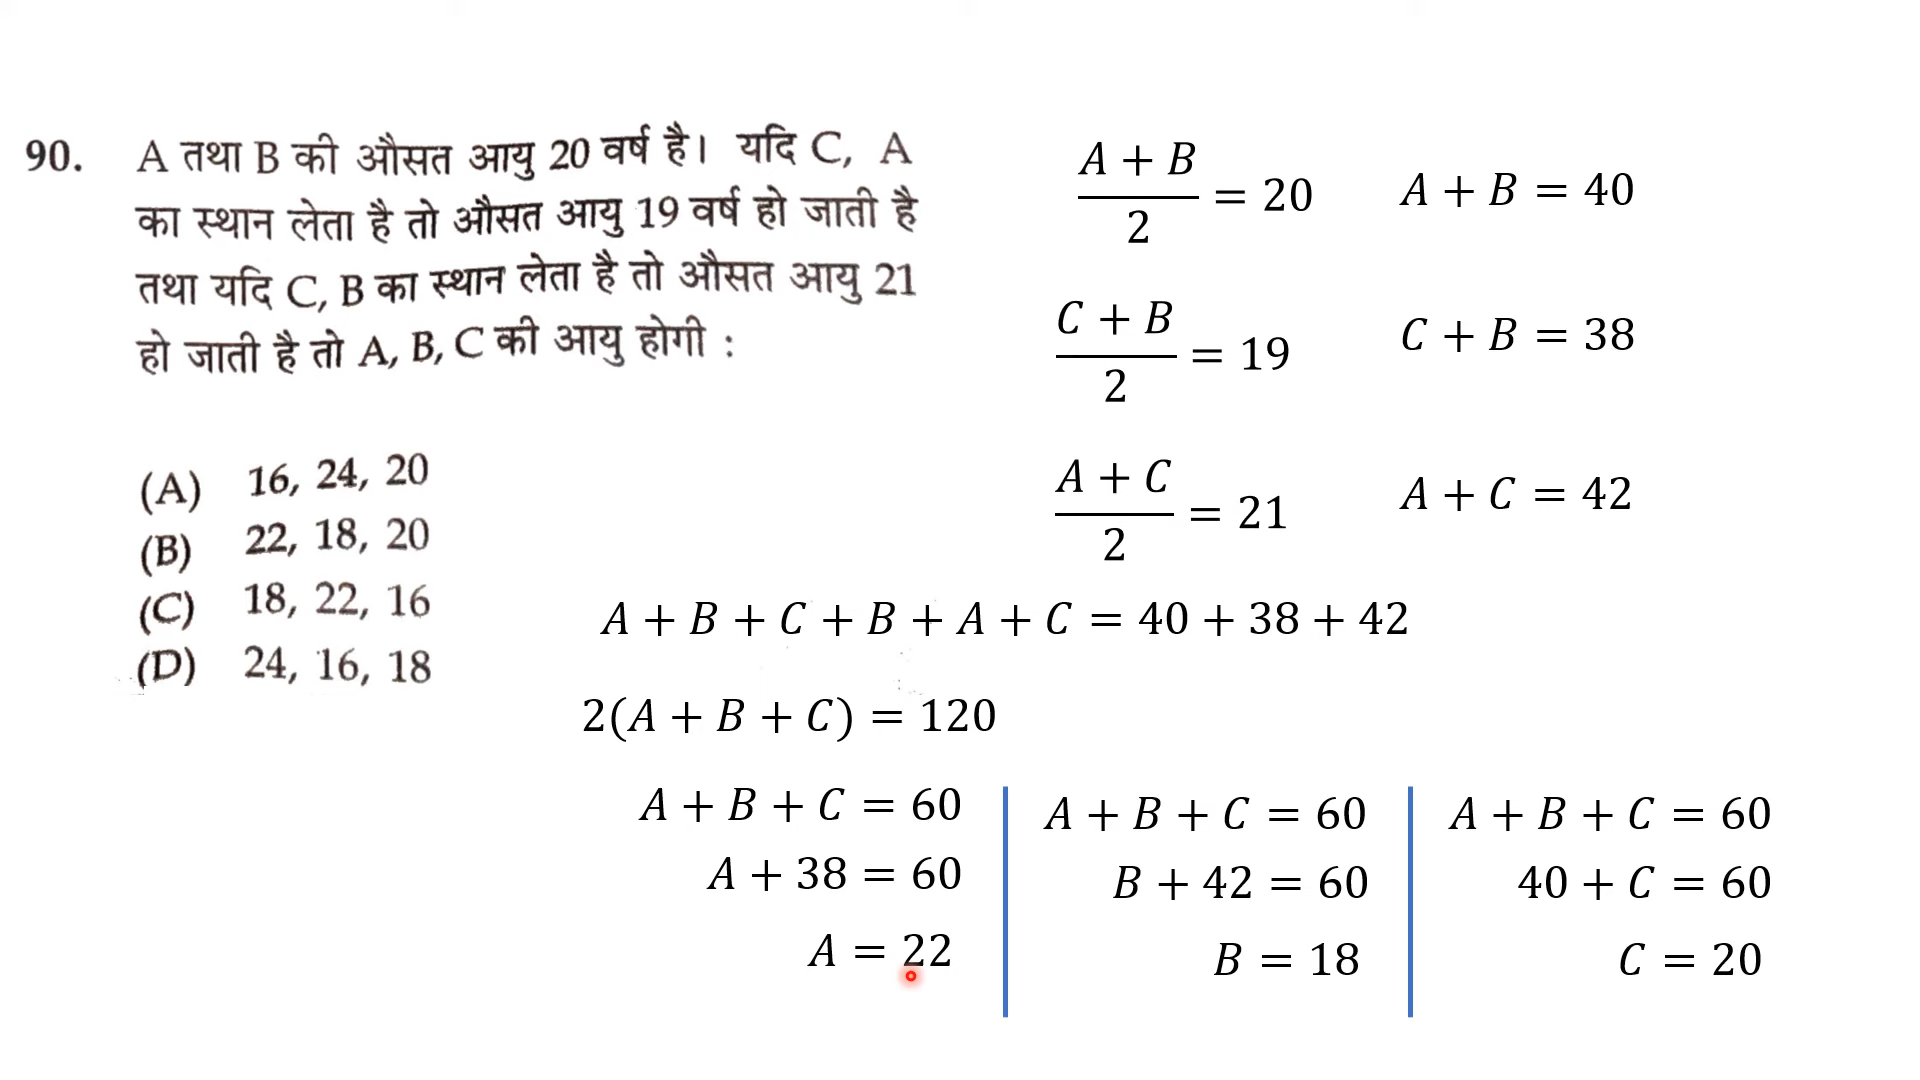 90. A तथा B की औसत आयु 20 वर्ष है। यदि C, A
का स्थान लेता है तो औसत आयु 19 वर्ष हो जाती है
तथा यदि C, B का स्थान लेता है तो औसत आयु 21
हो जाती है तो A, B, C की आयु होगी :
(A) 16, 24, 20
(B) 22, 18, 20
(C) 18, 22, 16
(D) 24, 16, 18
(A + B)/2 = 20 A + B = 40
(C + B)/2 = 19 C + B = 38
(A + C)/2 = 21 A + C = 42
A + B + C + B + A + C = 40 + 38 + 42
2(A + B + C) = 120
A + B + C = 60
A + 38 = 60
A = 22
A + B + C = 60
B + 42 = 60
B = 18
A + B + C = 60
40 + C = 60
C = 20